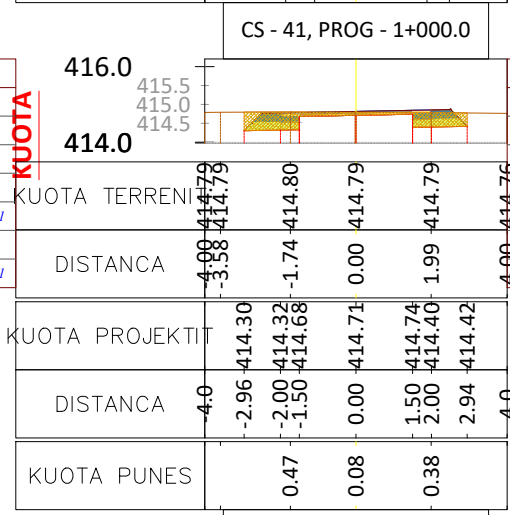 CS - 41, PROG - 1+000.0
KUOTA
416.0
415.5
415.0
414.5
414.0
KUOTA TERRENIT 414.79 414.79 414.80 414.79 414.79 414.76
DISTANCA -4.00 -3.58 -1.74 0.00 1.99 4.00
KUOTA PROJEKTIT 414.30 414.32 414.68 414.71 414.74 414.40 414.42
DISTANCA -4.0 -2.96 -2.00 -1.50 0.00 1.50 2.00 2.94 4.0
KUOTA PUNES 0.47 0.08 0.38